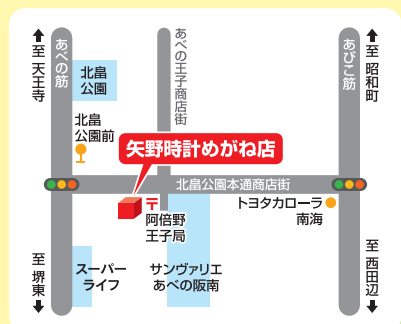 至 天王寺
あべの筋
北畠
公園
あべの王子商店街
あびこ筋
至 昭和町
北畠
公園前
矢野時計めがね店
北畠公園本通商店街
阿倍野
王子局
トヨタカローラ
南海
至 堺東
スーパー
ライフ
サンヴァリエ
あべの阪南
至 西田辺